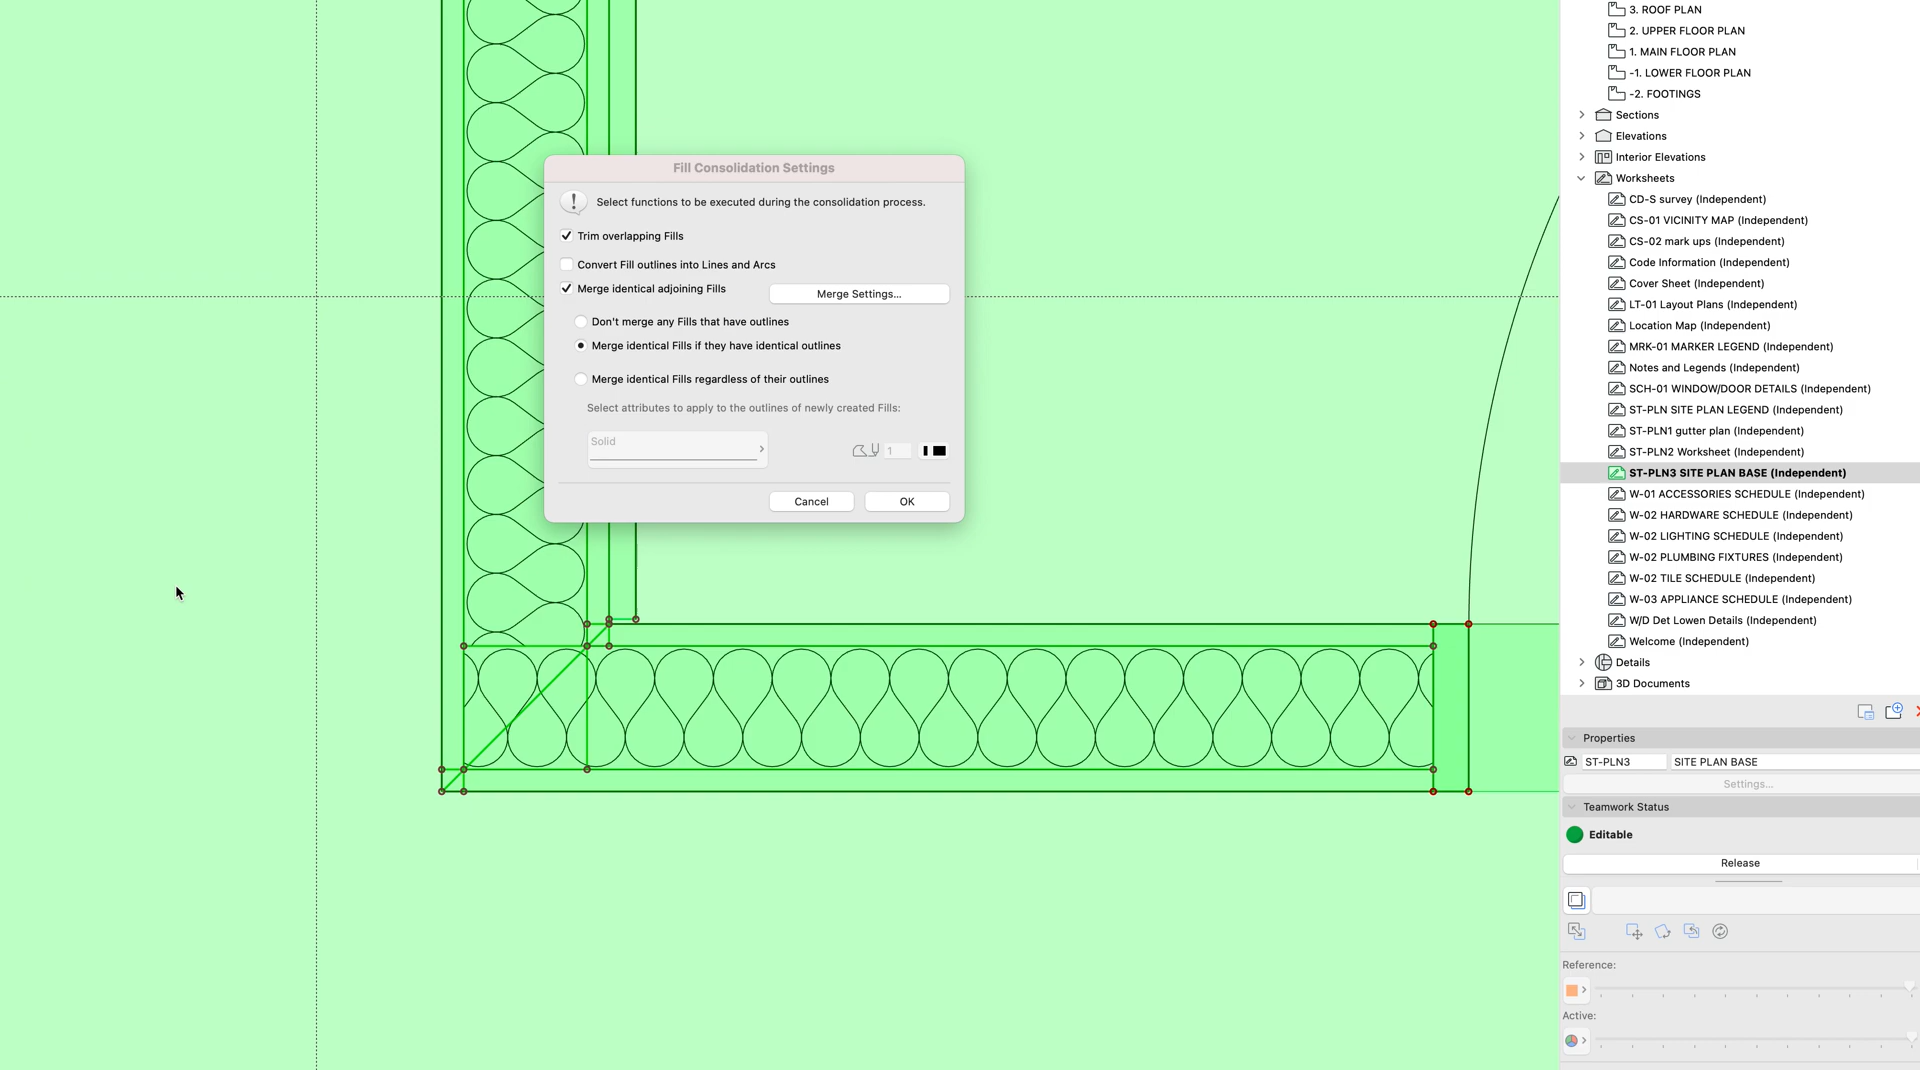 Fill Consolidation Settings
Select functions to be executed during the consolidation process.
Trim overlapping Fills
Convert Fill outlines into Lines and Arcs
Merge identical adjoining Fills
Merge Settings...
Don't merge any Fills that have outlines
Merge identical Fills if they have identical outlines
Merge identical Fills regardless of their outlines
Select attributes to apply to the outlines of newly created Fills:
Solid
1
Cancel
OK
3. ROOF PLAN
2. UPPER FLOOR PLAN
1. MAIN FLOOR PLAN
-1. LOWER FLOOR PLAN
-2. FOOTINGS
Sections
Elevations
Interior Elevations
Worksheets
CD-S survey (Independent)
CS-01 VICINITY MAP (Independent)
CS-02 mark ups (Independent)
Code Information (Independent)
Cover Sheet (Independent)
LT-01 Layout Plans (Independent)
Location Map (Independent)
MRK-01 MARKER LEGEND (Independent)
Notes and Legends (Independent)
SCH-01 WINDOW/DOOR DETAILS (Independent)
ST-PLN SITE PLAN LEGEND (Independent)
ST-PLN1 gutter plan (Independent)
ST-PLN2 Worksheet (Independent)
ST-PLN3 SITE PLAN BASE (Independent)
W-01 ACCESSORIES SCHEDULE (Independent)
W-02 HARDWARE SCHEDULE (Independent)
W-02 LIGHTING SCHEDULE (Independent)
W-02 PLUMBING FIXTURES (Independent)
W-02 TILE SCHEDULE (Independent)
W-03 APPLIANCE SCHEDULE (Independent)
W/D Det Lowen Details (Independent)
Welcome (Independent)
Details
3D Documents
Properties
ST-PLN3 SITE PLAN BASE
Settings...
Teamwork Status
Editable
Release
Reference:
Active: